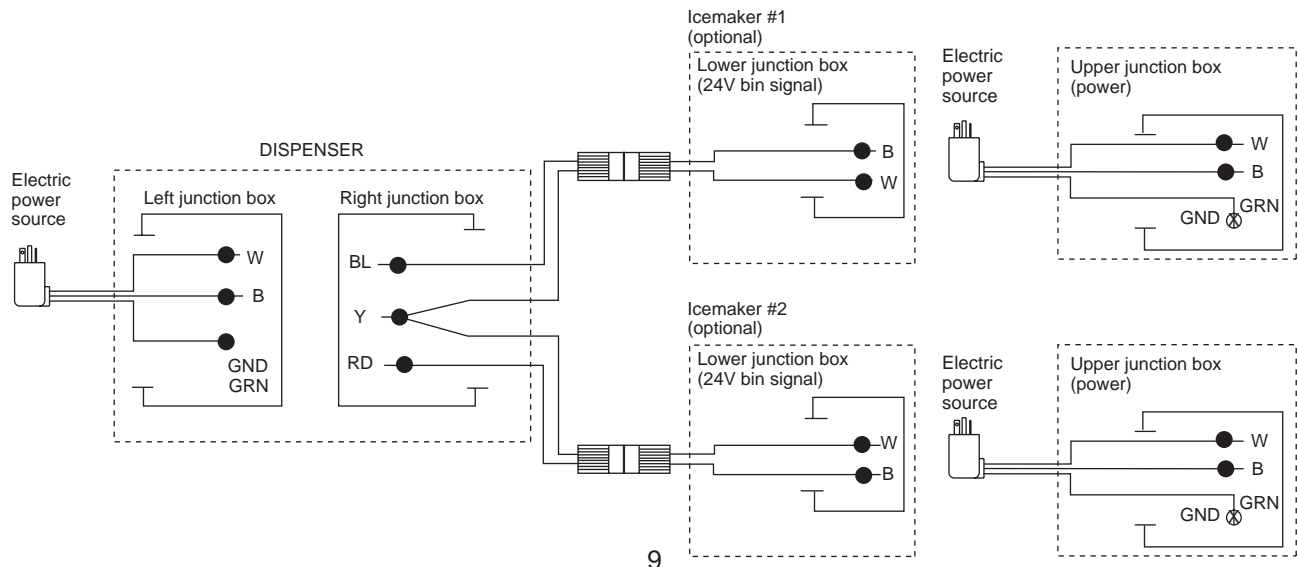 Electric
power
source
DISPENSER
Left junction box
W
B
GND
GRN
Right junction box
BL
Y
RD
Icemaker #1
(optional)
Lower junction box
(24V bin signal)
B
W
Electric
power
source
Upper junction box
(power)
W
B
GRN
GND
Icemaker #2
(optional)
Lower junction box
(24V bin signal)
W
B
Electric
power
source
Upper junction box
(power)
W
B
GRN
GND
9